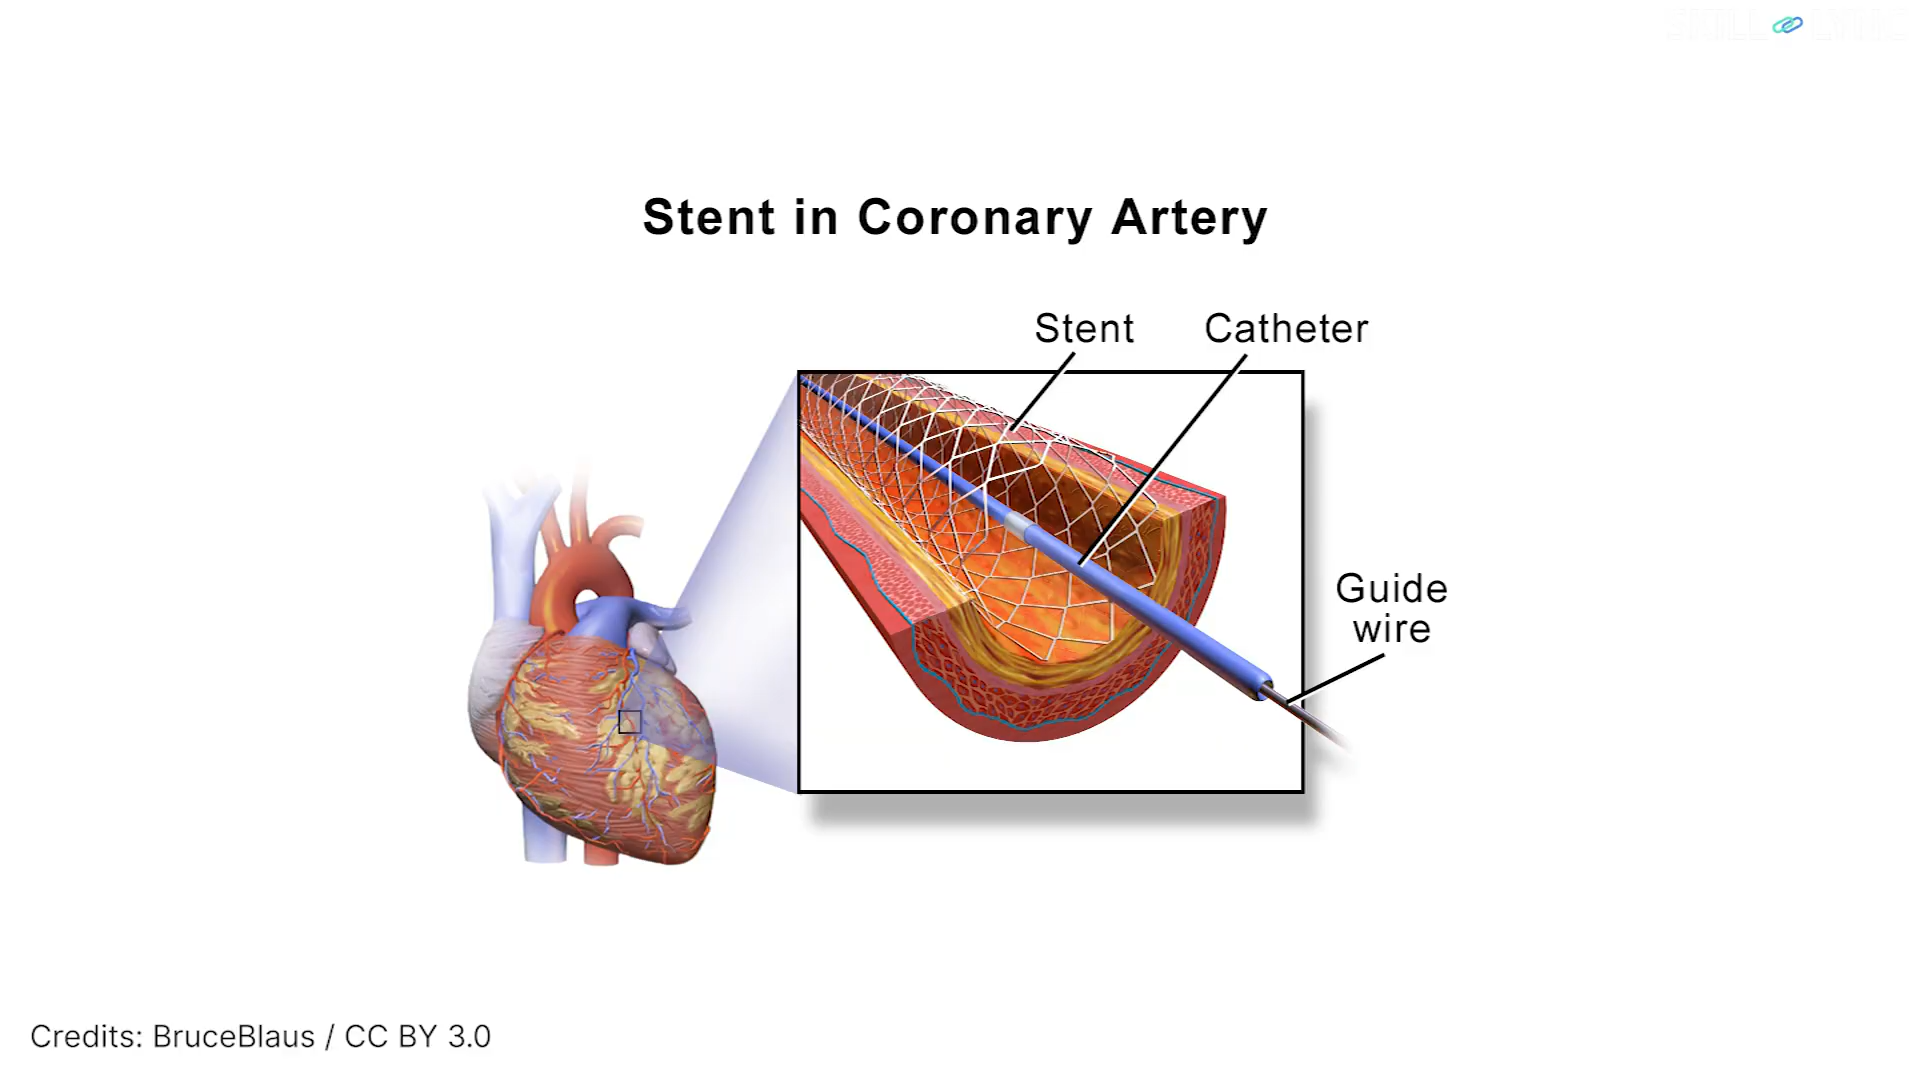 Stent in Coronary Artery
Stent
Catheter
Guide
wire
Credits: BruceBlaus / CC BY 3.0